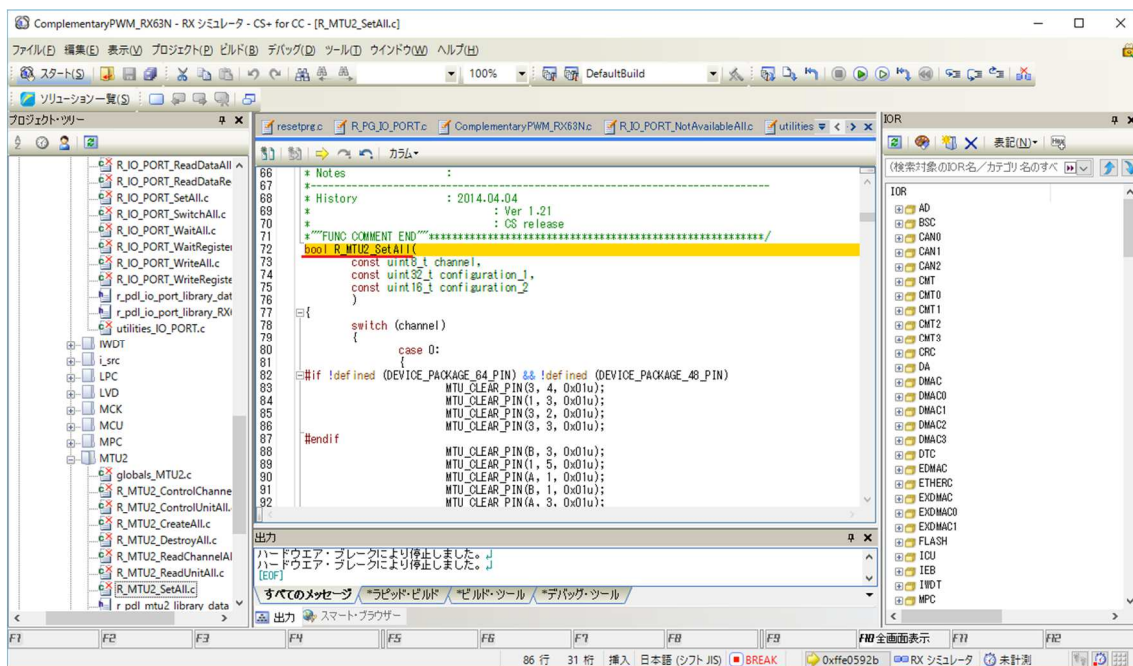 ComplementaryPWM_RX63N - RX シミュレータ - CS+ for CC - [R_MTU2_SetAll.c]
ファイル(F) 編集(E) 表示(V) プロジェクト(P) ビルド(B) デバッグ(D) ツール(T) ウインドウ(W) ヘルプ(H)
スタート(S) 100% DefaultBuild
ソリューション一覧(S)
プロジェクト・ツリー
R_IO_PORT_ReadDataAll
R_IO_PORT_ReadDataRe
R_IO_PORT_SetAll.c
R_IO_PORT_SwitchAll.c
R_IO_PORT_WaitAll.c
R_IO_PORT_WaitRegister
R_IO_PORT_WriteAll.c
R_IO_PORT_WriteRegiste
r_pdl_io_port_library_dat
r_pdl_io_port_library_RX
utilities_IO_PORT.c
IWDT
i_src
LPC
LVD
MCK
MCU
MPC
MTU2
globals_MTU2.c
R_MTU2_ControlChanne
R_MTU2_ControlUnitAll.
R_MTU2_CreateAll.c
R_MTU2_DestroyAll.c
R_MTU2_ReadChannelAl
R_MTU2_ReadUnitAll.c
R_MTU2_SetAll.c
r_pdl_mtu2_library_data
resetprg.c R_PG_IO_PORT.c ComplementaryPWM_RX63N.c R_IO_PORT_NotAvailableAll.c utilities
カラム
66 * Notes :
67 *-----------------------------------------------------------------------------
68 * History : 2014.04.04
69 * : Ver 1.21
70 * : CS release
71 *""FUNC COMMENT END""**********************************************************/
72 bool R_MTU2_SetAll(
73 const uint8_t channel,
74 const uint32_t configuration_1,
75 const uint16_t configuration_2
76 )
77 {
78 switch (channel)
79 {
80 case 0:
81 {
82 #if !defined (DEVICE_PACKAGE_64_PIN) && !defined (DEVICE_PACKAGE_48_PIN)
83 MTU_CLEAR_PIN(3, 4, 0x01u);
84 MTU_CLEAR_PIN(1, 3, 0x01u);
85 MTU_CLEAR_PIN(3, 2, 0x01u);
86 MTU_CLEAR_PIN(3, 3, 0x01u);
87 #endif
88 MTU_CLEAR_PIN(B, 3, 0x01u);
89 MTU_CLEAR_PIN(1, 5, 0x01u);
90 MTU_CLEAR_PIN(A, 1, 0x01u);
91 MTU_CLEAR_PIN(B, 1, 0x01u);
92 MTU_CLEAR_PIN(A, 3, 0x01u);
出力
ハードウエア・ブレークにより停止しました。
ハードウエア・ブレークにより停止しました。
[EOF]
すべてのメッセージ *ラピッド・ビルド *ビルド・ツール *デバッグ・ツール
出力 スマート・ブラウザー
IOR
表記(N) Hex
(検索対象のIOR名/カテゴリ名のすべ
IOR
AD
BSC
CAN0
CAN1
CAN2
CMT
CMT0
CMT1
CMT2
CMT3
CRC
DA
DMAC
DMAC0
DMAC1
DMAC2
DMAC3
DTC
EDMAC
ETHERC
EXDMAC
EXDMAC0
EXDMAC1
FLASH
ICU
IEB
IWDT
MPC
F1 F2 F3 F4 F5 F6 F7 F8 F9 F10 全画面表示 F11 F12
86 行 31 桁 挿入 日本語 (シフト JIS) BREAK 0xffe0592b RX シミュレータ 未計測